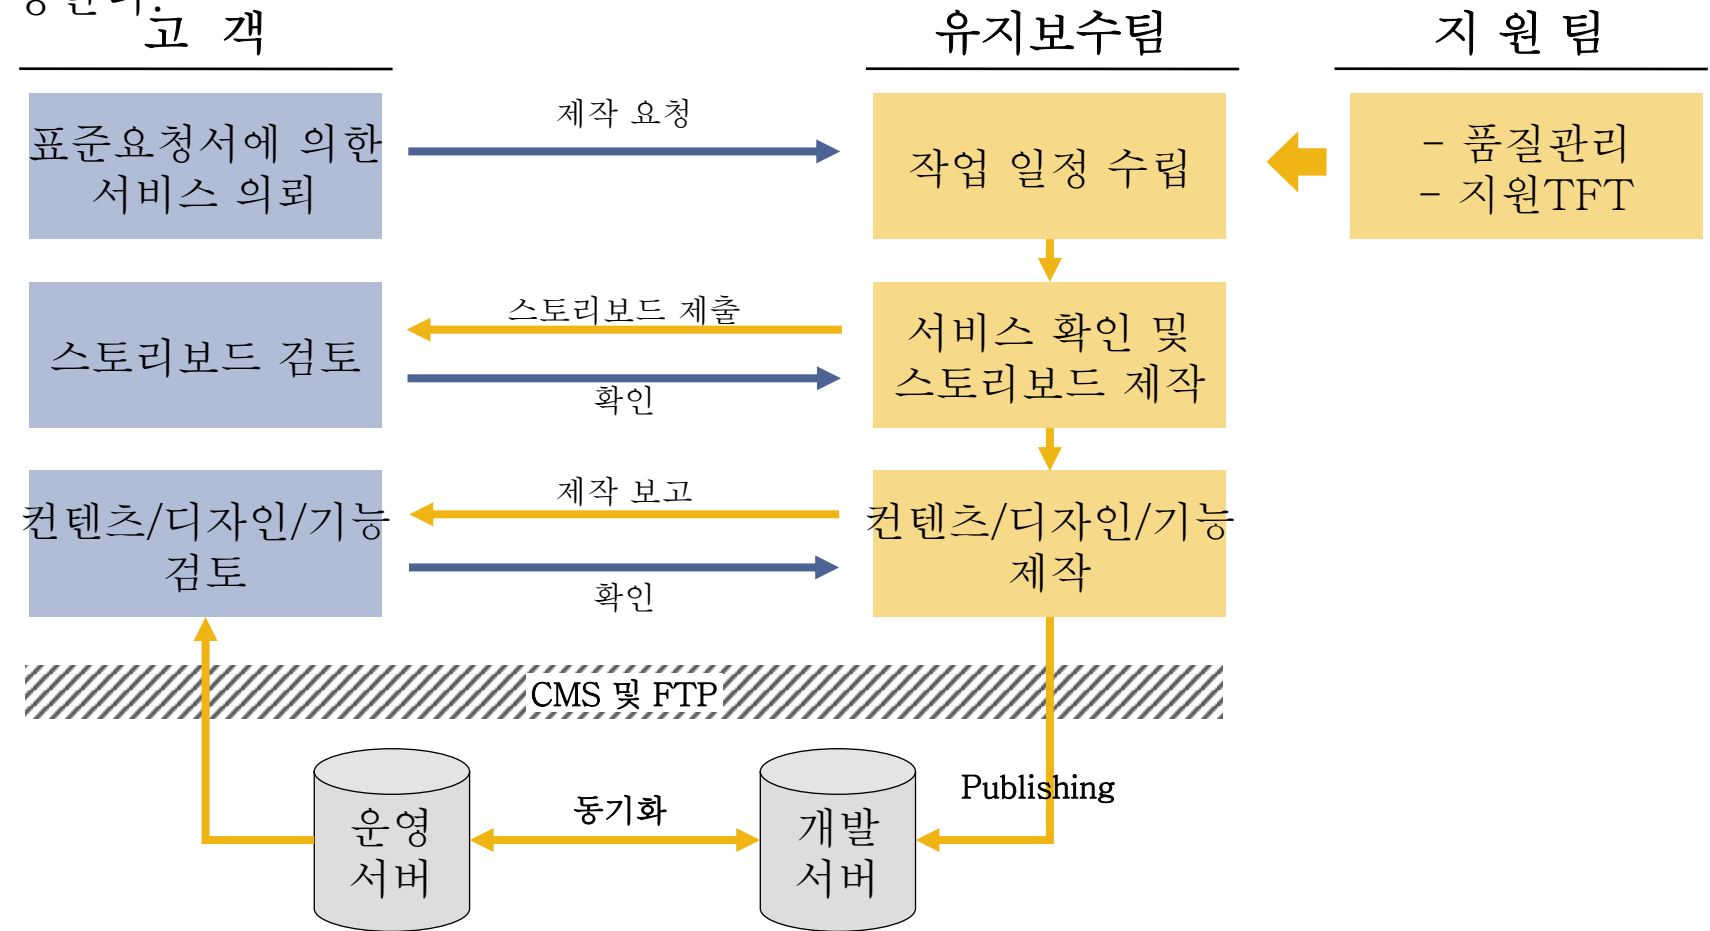 고 객
유지보수팀
지 원 팀
표준요청서에 의한
서비스 의뢰
제작 요청
작업 일정 수립
- 품질관리
- 지원TFT
스토리보드 검토
스토리보드 제출
확인
서비스 확인 및
스토리보드 제작
컨텐츠/디자인/기능
검토
제작 보고
확인
컨텐츠/디자인/기능
제작
CMS 및 FTP
운영
서버
동기화
개발
서버
Publishing